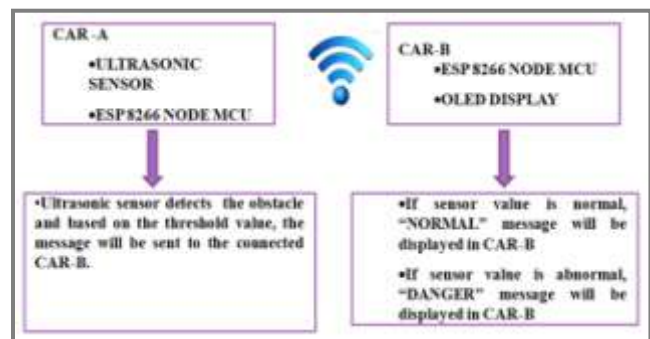 CAR -A
•ULTRASONIC
SENSOR
•ESP8266 NODE MCU
CAR-B
•ESP 8266 NODE MCU
•OLED DISPLAY
•Ultrasonic sensor detects the obstacle
and based on the threshold value, the
message will be sent to the connected
CAR-B.
•If sensor value is normal,
“NORMAL” message will be
displayed in CAR-B
•If sensor value is abnormal,
“DANGER” message will be
displayed in CAR-B